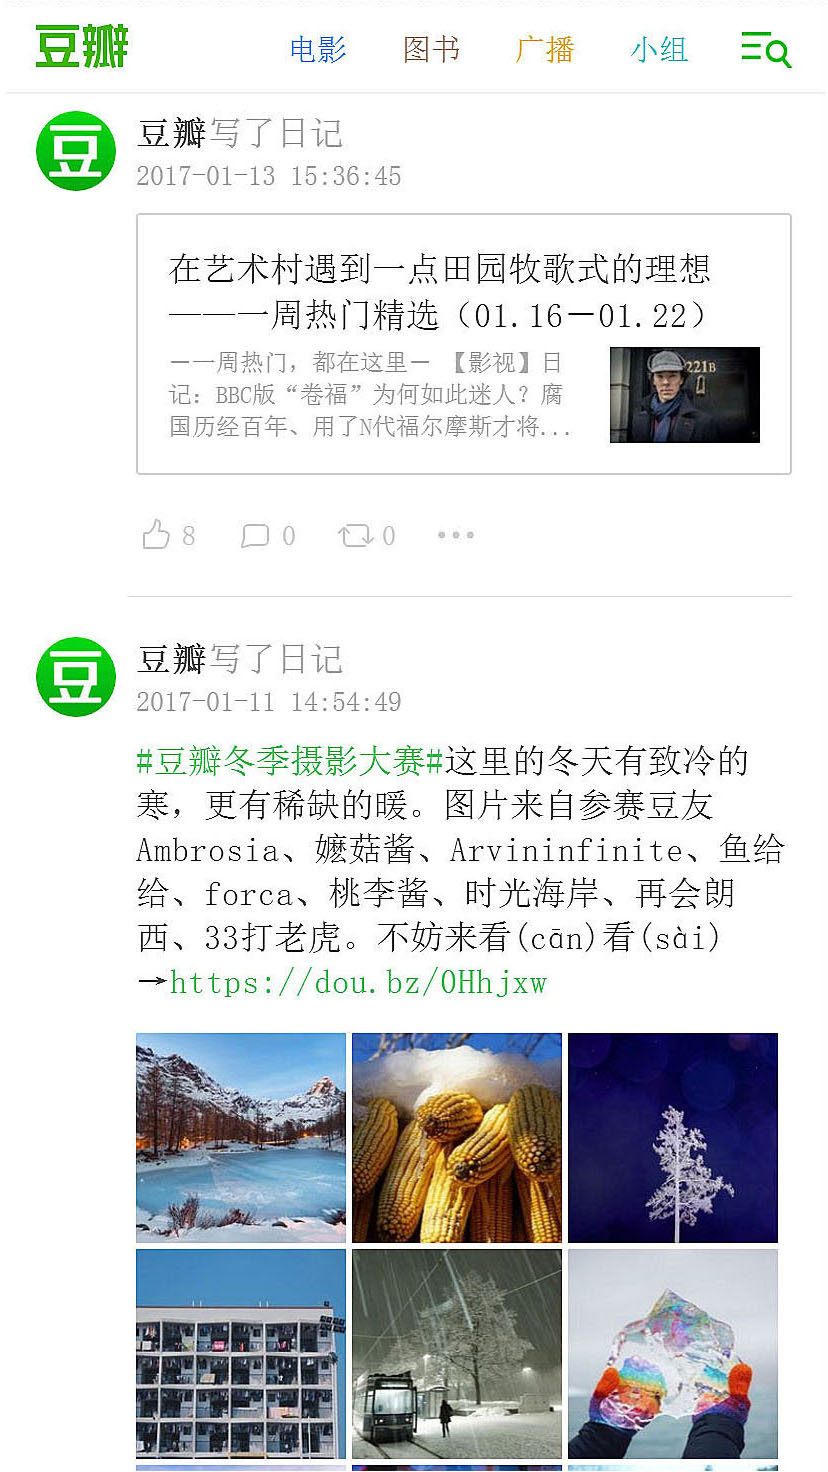 豆瓣
电影 图书 广播 小组
豆
豆瓣写了日记
2017-01-13 15:36:45
在艺术村遇到一点田园牧歌式的理想
——一周热门精选（01.16－01.22）
－一周热门，都在这里－ 【影视】日
记：BBC版“卷福”为何如此迷人？腐
国历经百年、用了N代福尔摩斯才将...
221B
8 0 0
豆
豆瓣写了日记
2017-01-11 14:54:49
#豆瓣冬季摄影大赛#这里的冬天有致冷的
寒，更有稀缺的暖。图片来自参赛豆友
Ambrosia、嬷菇酱、Arvininfinite、鱼给
给、forca、桃李酱、时光海岸、再会朗
西、33打老虎。不妨来看(cān)看(sài)
→https://dou.bz/0Hhjxw